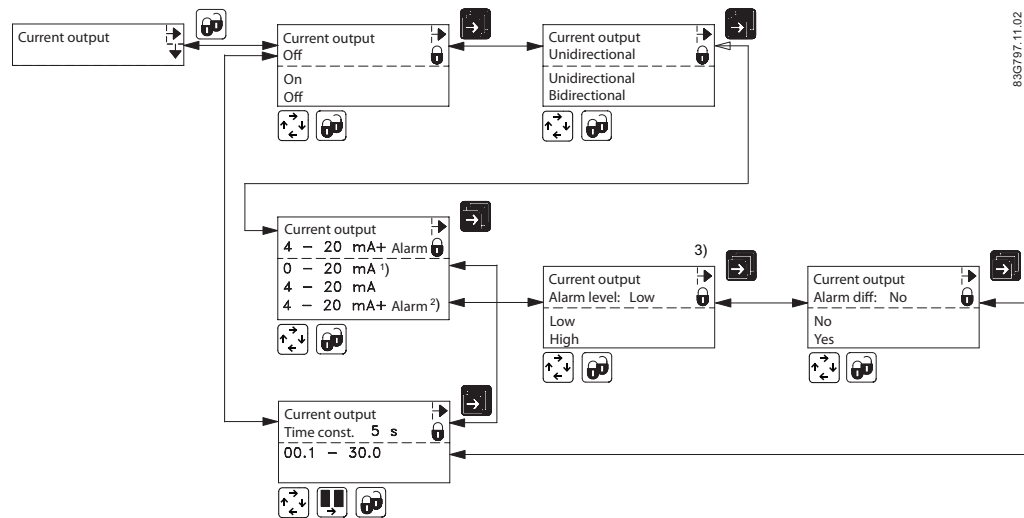 83G797.11.02
Current output
Current output
Off
On
Off
Current output
Unidirectional
Unidirectional
Bidirectional
Current output
4 – 20 mA+ Alarm
0 – 20 mA ¹)
4 – 20 mA
4 – 20 mA+ Alarm ²)
3)
Current output
Alarm level: Low
Low
High
Current output
Alarm diff: No
No
Yes
Current output
Time const. 5 s
00.1 – 30.0